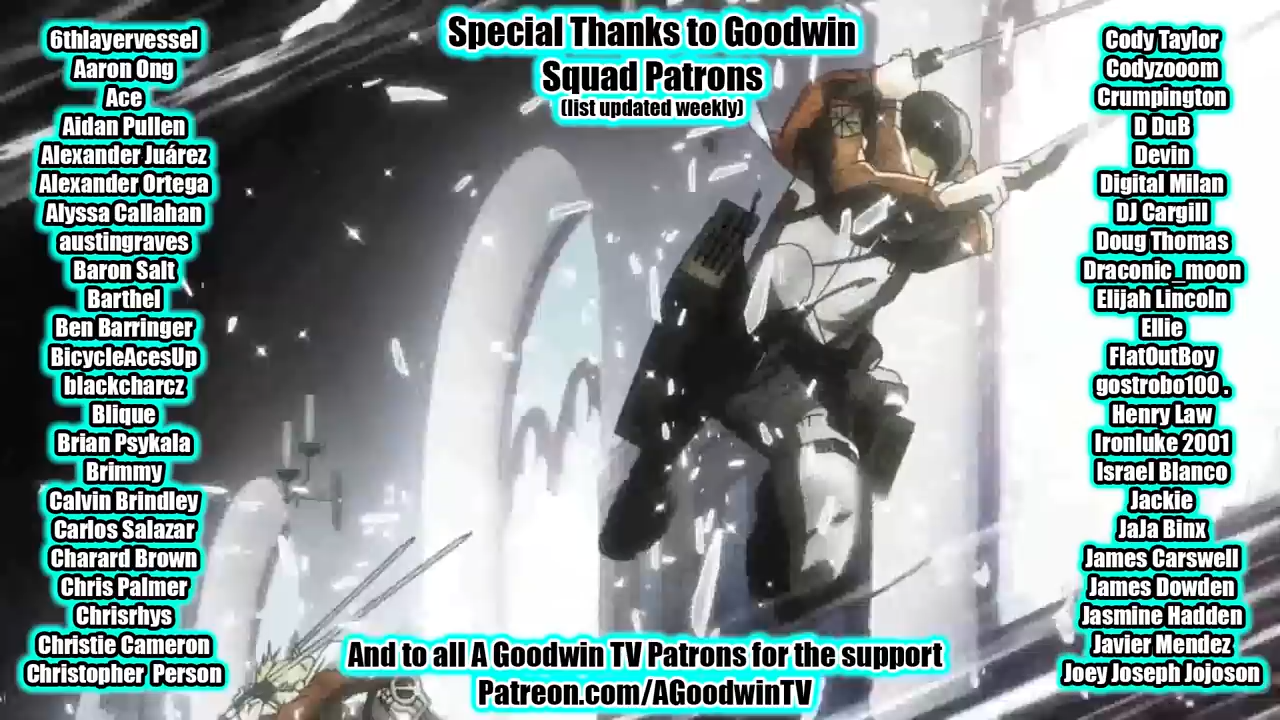 Special Thanks to Goodwin
Squad Patrons
(list updated weekly)
6thlayervessel
Aaron Ong
Ace
Aidan Pullen
Alexander Juárez
Alexander Ortega
Alyssa Callahan
austingraves
Baron Salt
Barthel
Ben Barringer
BicycleAcesUp
blackcharcz
Blique
Brian Psykala
Brimmy
Calvin Brindley
Carlos Salazar
Charard Brown
Chris Palmer
Chrisrhys
Christie Cameron
Christopher Person
Cody Taylor
Codyzooom
Crumpington
D DuB
Devin
Digital Milan
DJ Cargill
Doug Thomas
Draconic_moon
Elijah Lincoln
Ellie
FlatOutBoy
gostrobo100 .
Henry Law
Ironluke 2001
Israel Blanco
Jackie
JaJa Binx
James Carswell
James Dowden
Jasmine Hadden
Javier Mendez
Joey Joseph Jojoson
And to all A Goodwin TV Patrons for the support
Patreon.com/AGoodwinTV